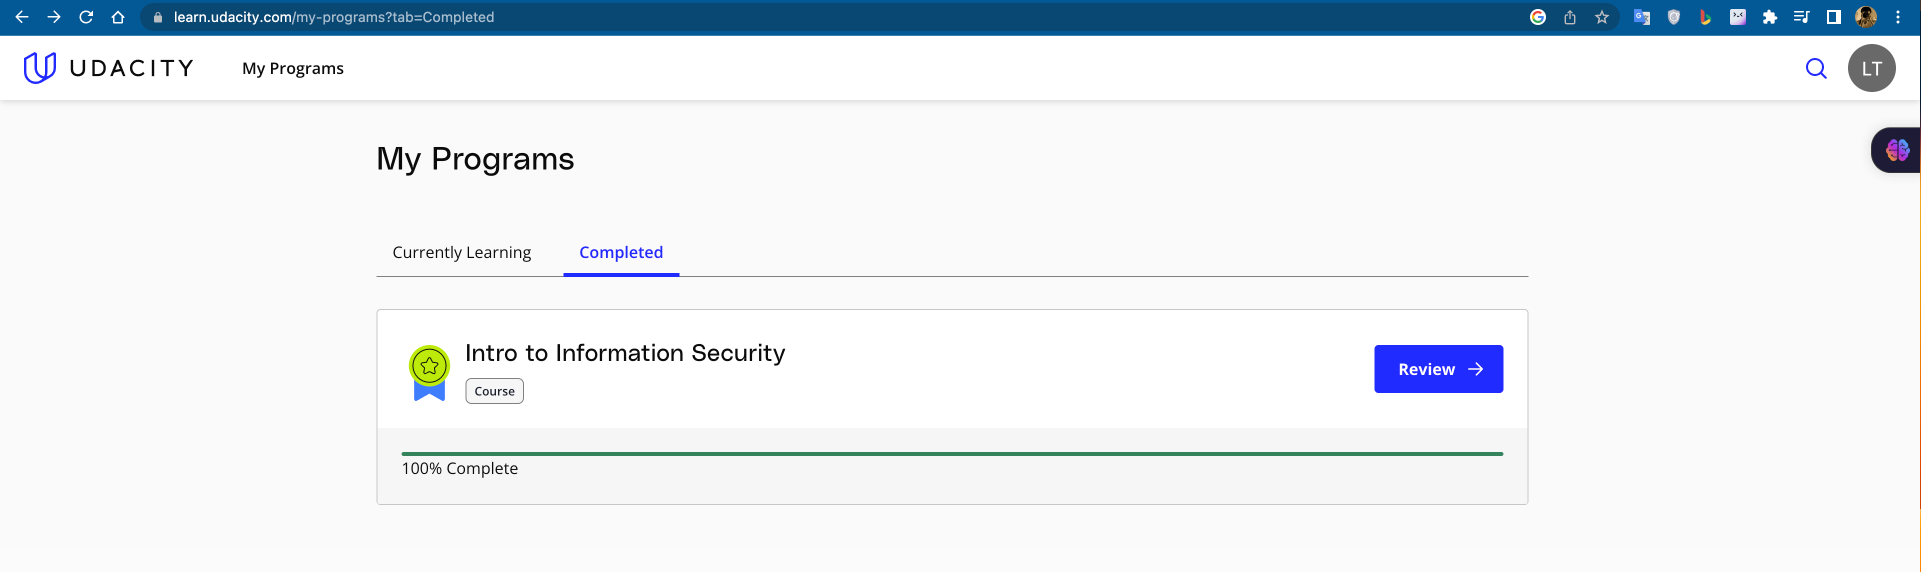 learn.udacity.com/my-programs?tab=Completed
UDACITY
My Programs
LT
My Programs
Currently Learning
Completed
Intro to Information Security
Course
Review
100% Complete